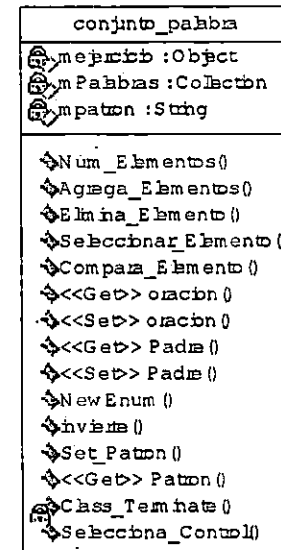 conjunto_palabra
mejercicio : Object
mPalabras : Collection
mpatron : String
Num_Elementos()
Agrega_Elementos()
Elimina_Elemento()
Seleccionar_Elemento(
Compara_Elemento()
<<Get>> oracion()
<<Set>> oracion()
<<Get>> Padre()
<<Set>> Padre()
NewEnum()
invierte()
Set_Patron()
<<Get>> Patron()
Class_Terminate()
Selecciona_Control()